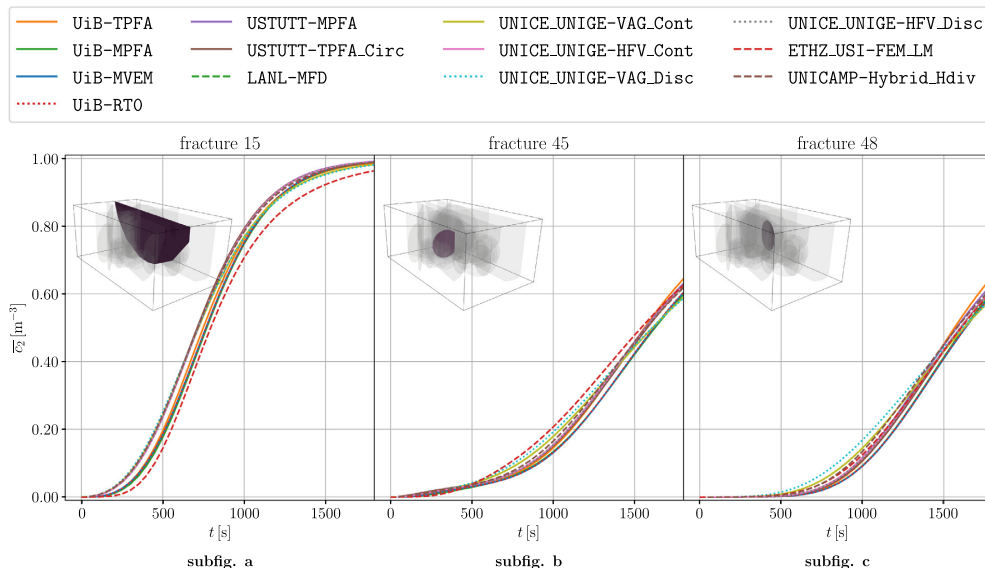 UiB-TPFA USTUTT-MPFA UNICE_UNIGE-VAG_Cont UNICE_UNIGE-HFV_Disc
UiB-MPFA USTUTT-TPFA_Circ UNICE_UNIGE-HFV_Cont ETHZ_USI-FEM_LM
UiB-MVEM LANL-MFD UNICE_UNIGE-VAG_Disc UNICAMP-Hybrid_Hdiv
UiB-RT0
fracture 15 fracture 45 fracture 48
1.00
0.80
0.60
0.40
0.20
0.00
c̅₂ [m⁻³]
0 500 1000 1500 0 500 1000 1500 0 500 1000 1500
t [s] t [s] t [s]
subfig. a subfig. b subfig. c